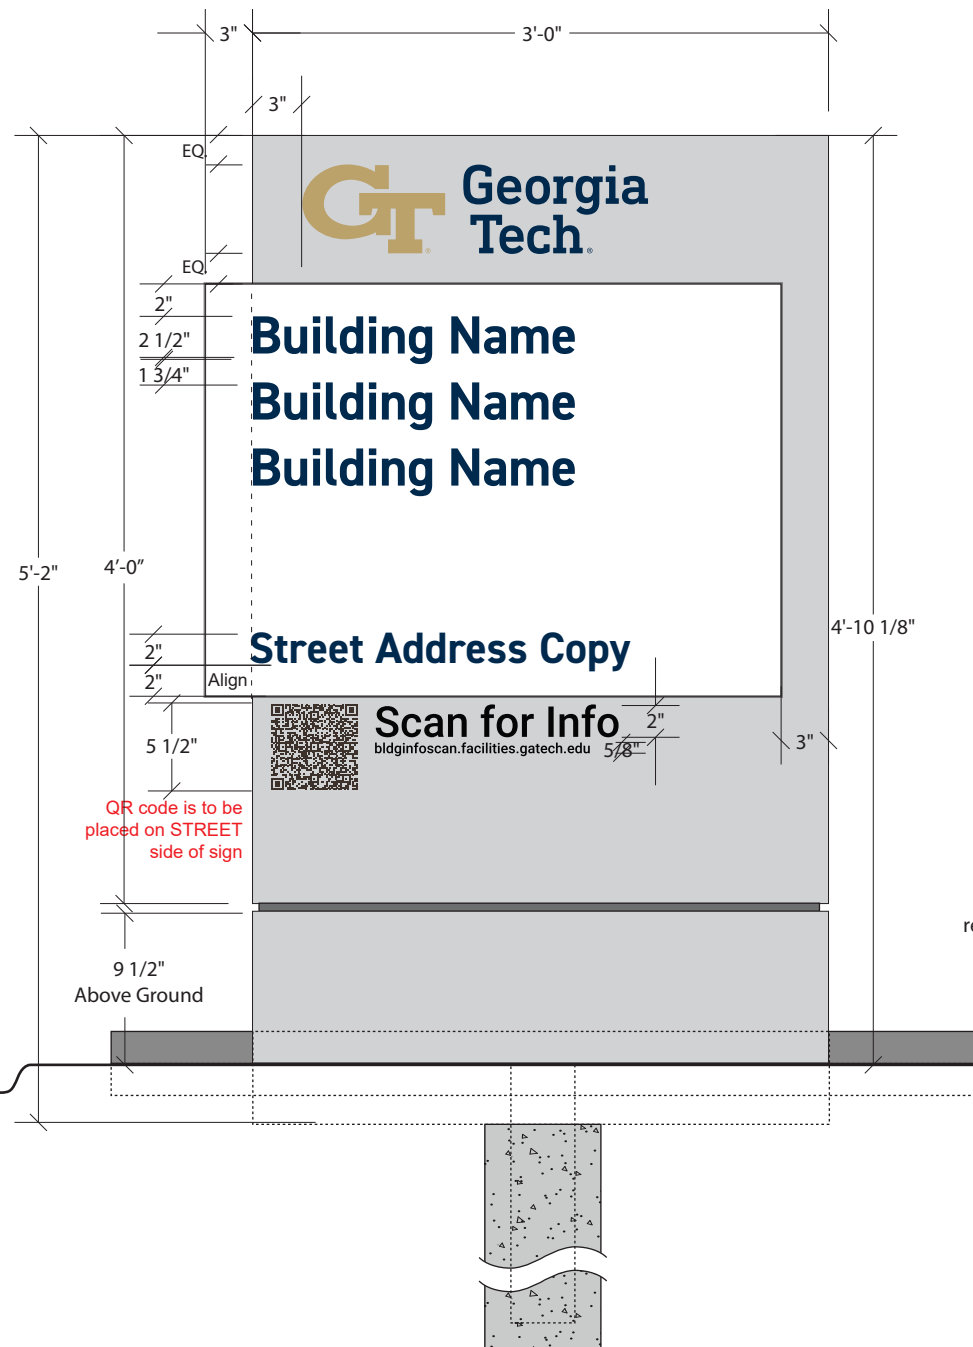 3"
3'-0"
3"
EQ.
GT
Georgia
Tech
EQ.
2"
2 1/2"
1 3/4"
Building Name
Building Name
Building Name
5'-2"
4'-0”
4'-10 1/8"
2"
Street Address Copy
2"
Align
Scan for Info
bldginfoscan.facilities.gatech.edu
2"
5/8"
3"
5 1/2"
QR code is to be
placed on STREET
side of sign
re
9 1/2"
Above Ground